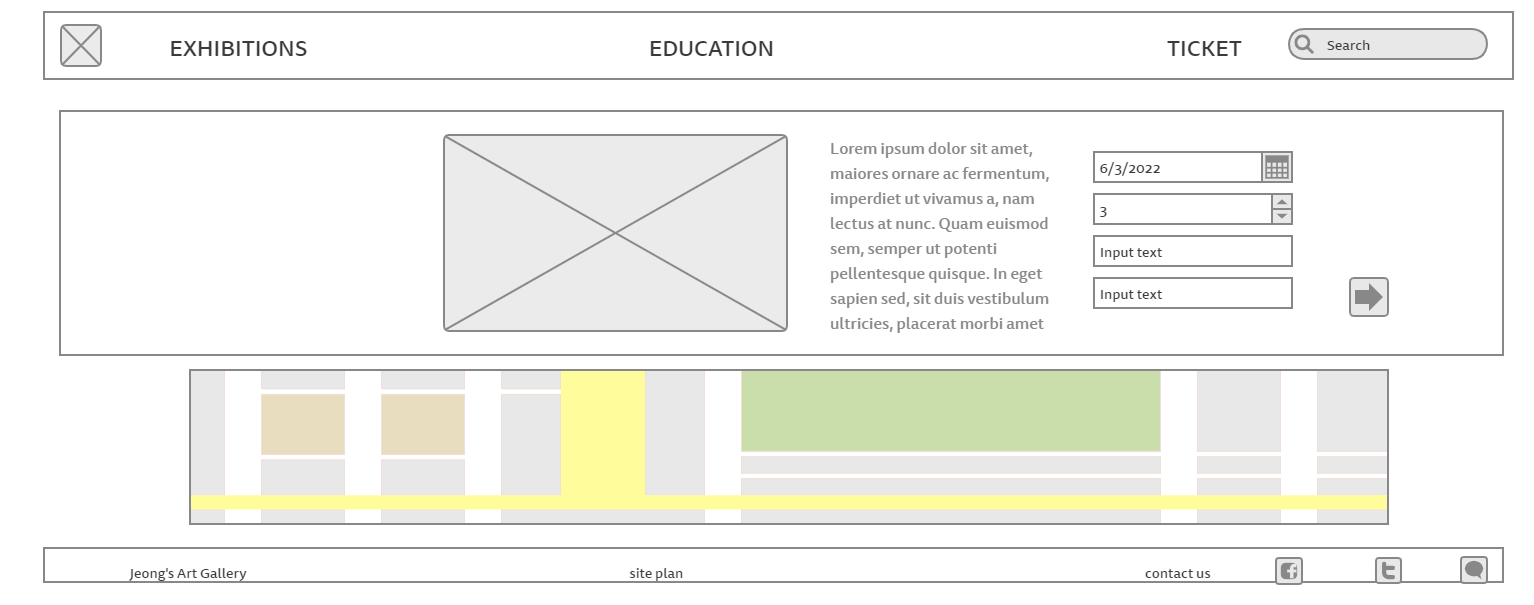 EXHIBITIONS
EDUCATION
TICKET
Search
Lorem ipsum dolor sit amet,
maiores ornare ac fermentum,
imperdiet ut vivamus a, nam
lectus at nunc. Quam euismod
sem, semper ut potenti
pellentesque quisque. In eget
sapien sed, sit duis vestibulum
ultricies, placerat morbi amet
6/3/2022
3
Input text
Input text
Jeong's Art Gallery
site plan
contact us